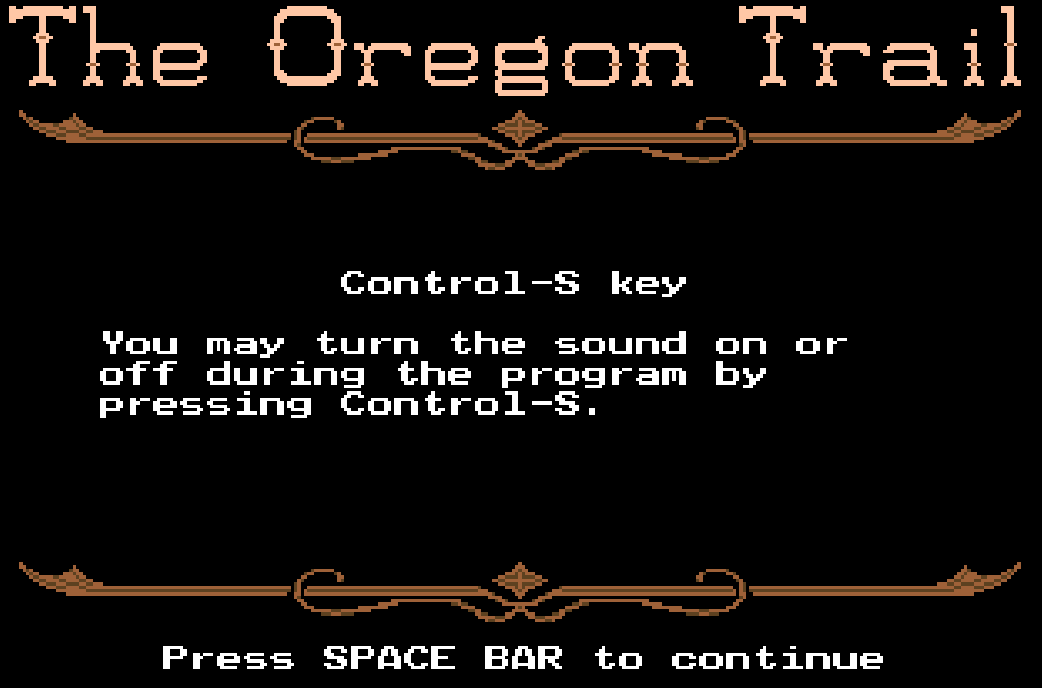 The Oregon Trail
Control-S key
You may turn the sound on or
off during the program by
pressing Control-S.
Press SPACE BAR to continue